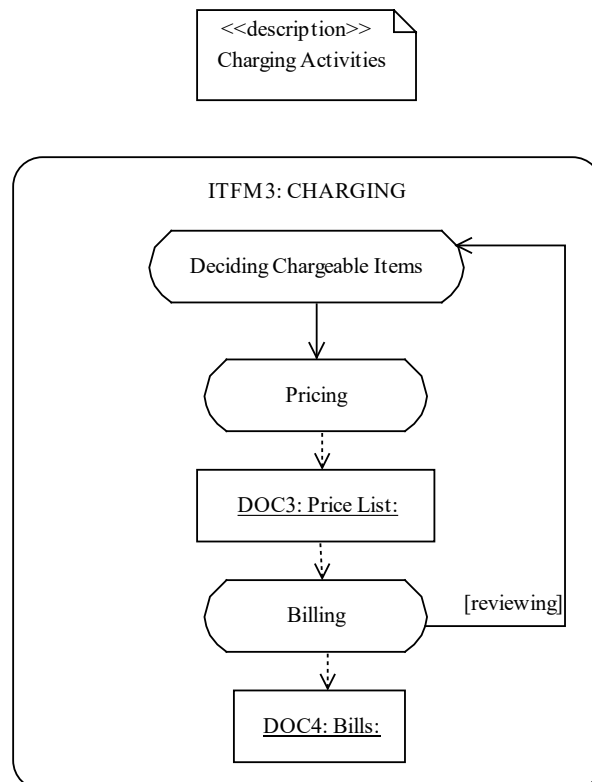 <<description>>
Charging Activities
ITFM3: CHARGING
Deciding Chargeable Items
Pricing
DOC3: Price List:
Billing
[reviewing]
DOC4: Bills: